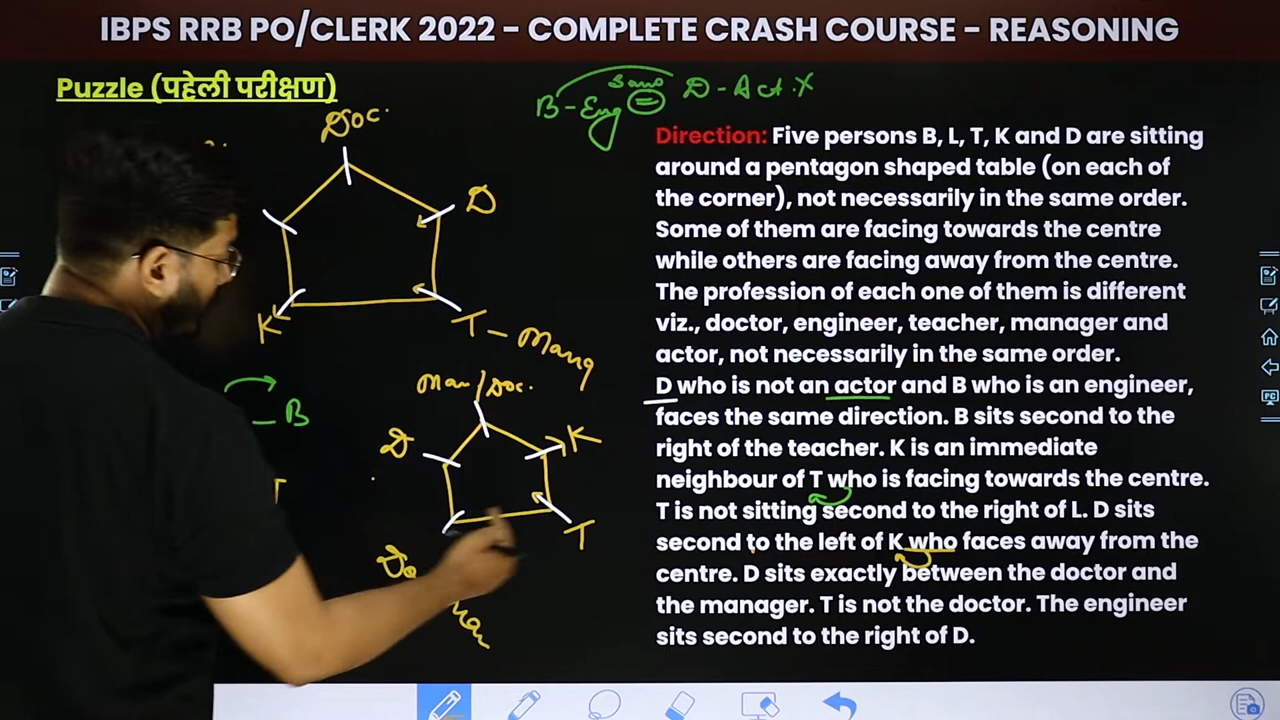 IBPS RRB PO/CLERK 2022 - COMPLETE CRASH COURSE - REASONING
Puzzle (पहेली परीक्षण)
Same
B-Eng = D-Act.X
Direction: Five persons B, L, T, K and D are sitting
around a pentagon shaped table (on each of
the corner), not necessarily in the same order.
Some of them are facing towards the centre
while others are facing away from the centre.
The profession of each one of them is different
viz., doctor, engineer, teacher, manager and
actor, not necessarily in the same order.
D who is not an actor and B who is an engineer,
faces the same direction. B sits second to the
right of the teacher. K is an immediate
neighbour of T who is facing towards the centre.
T is not sitting second to the right of L. D sits
second to the left of K who faces away from the
centre. D sits exactly between the doctor and
the manager. T is not the doctor. The engineer
sits second to the right of D.
Doc.
D
K
T - Mang
- B
Man/Doc.
D
K
T